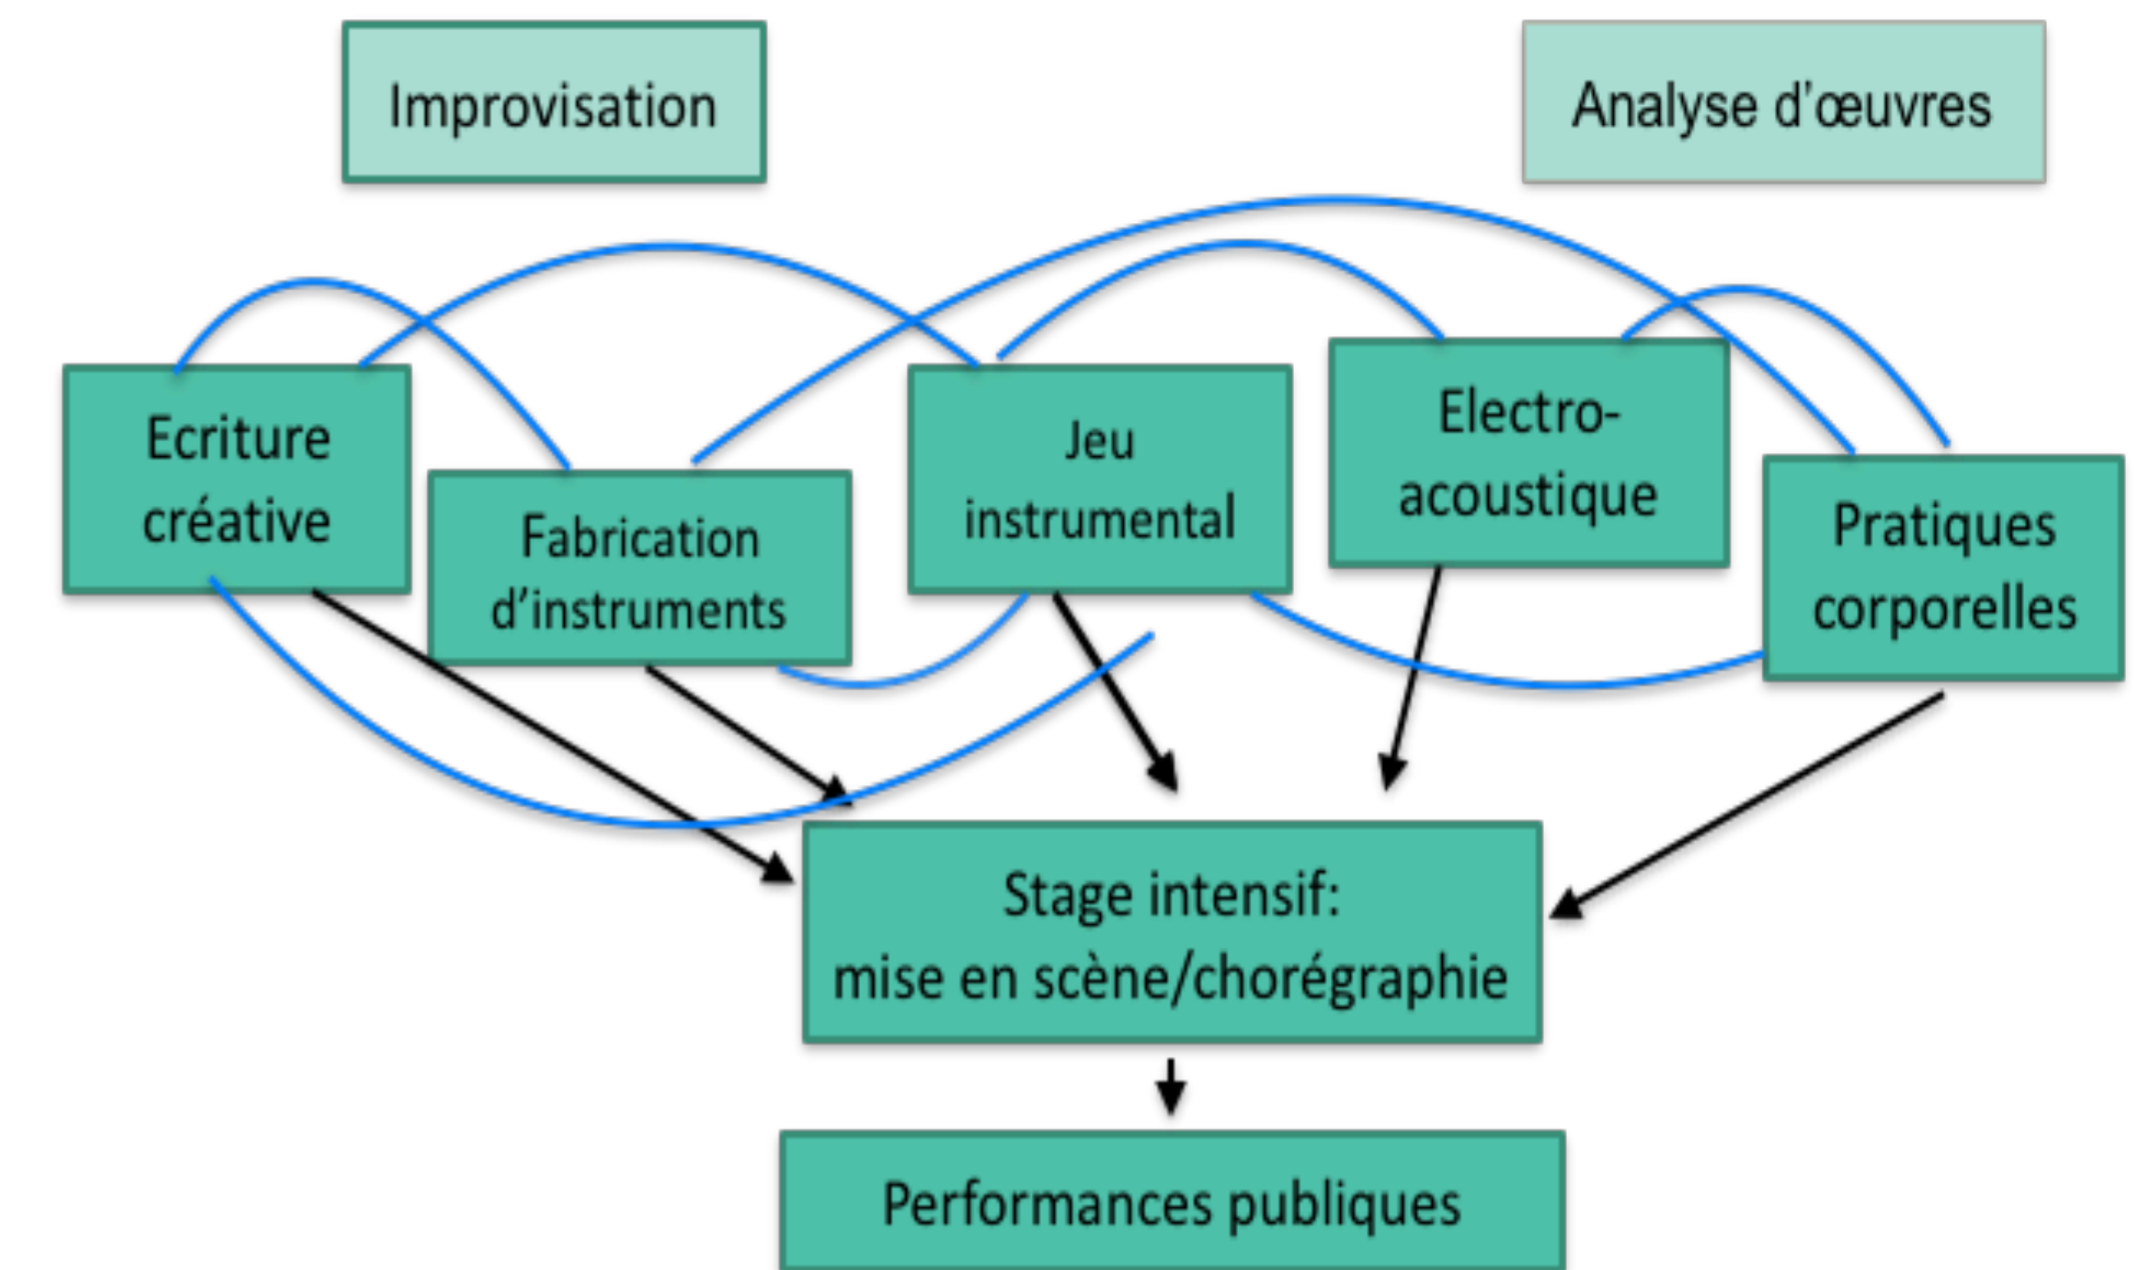 Improvisation
Analyse d’œuvres
Ecriture
créative
Fabrication
d’instruments
Jeu
instrumental
Electro-
acoustique
Pratiques
corporelles
Stage intensif:
mise en scène/chorégraphie
Performances publiques